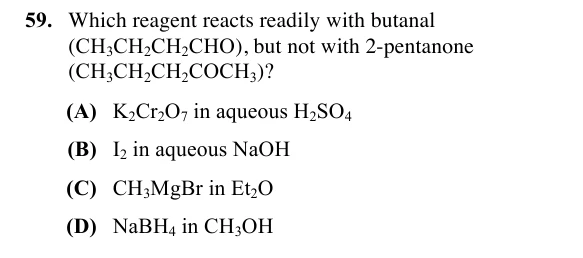 59. Which reagent reacts readily with butanal
(CH₃CH₂CH₂CHO), but not with 2-pentanone
(CH₃CH₂CH₂COCH₃)?
(A) K₂Cr₂O₇ in aqueous H₂SO₄
(B) I₂ in aqueous NaOH
(C) CH₃MgBr in Et₂O
(D) NaBH₄ in CH₃OH